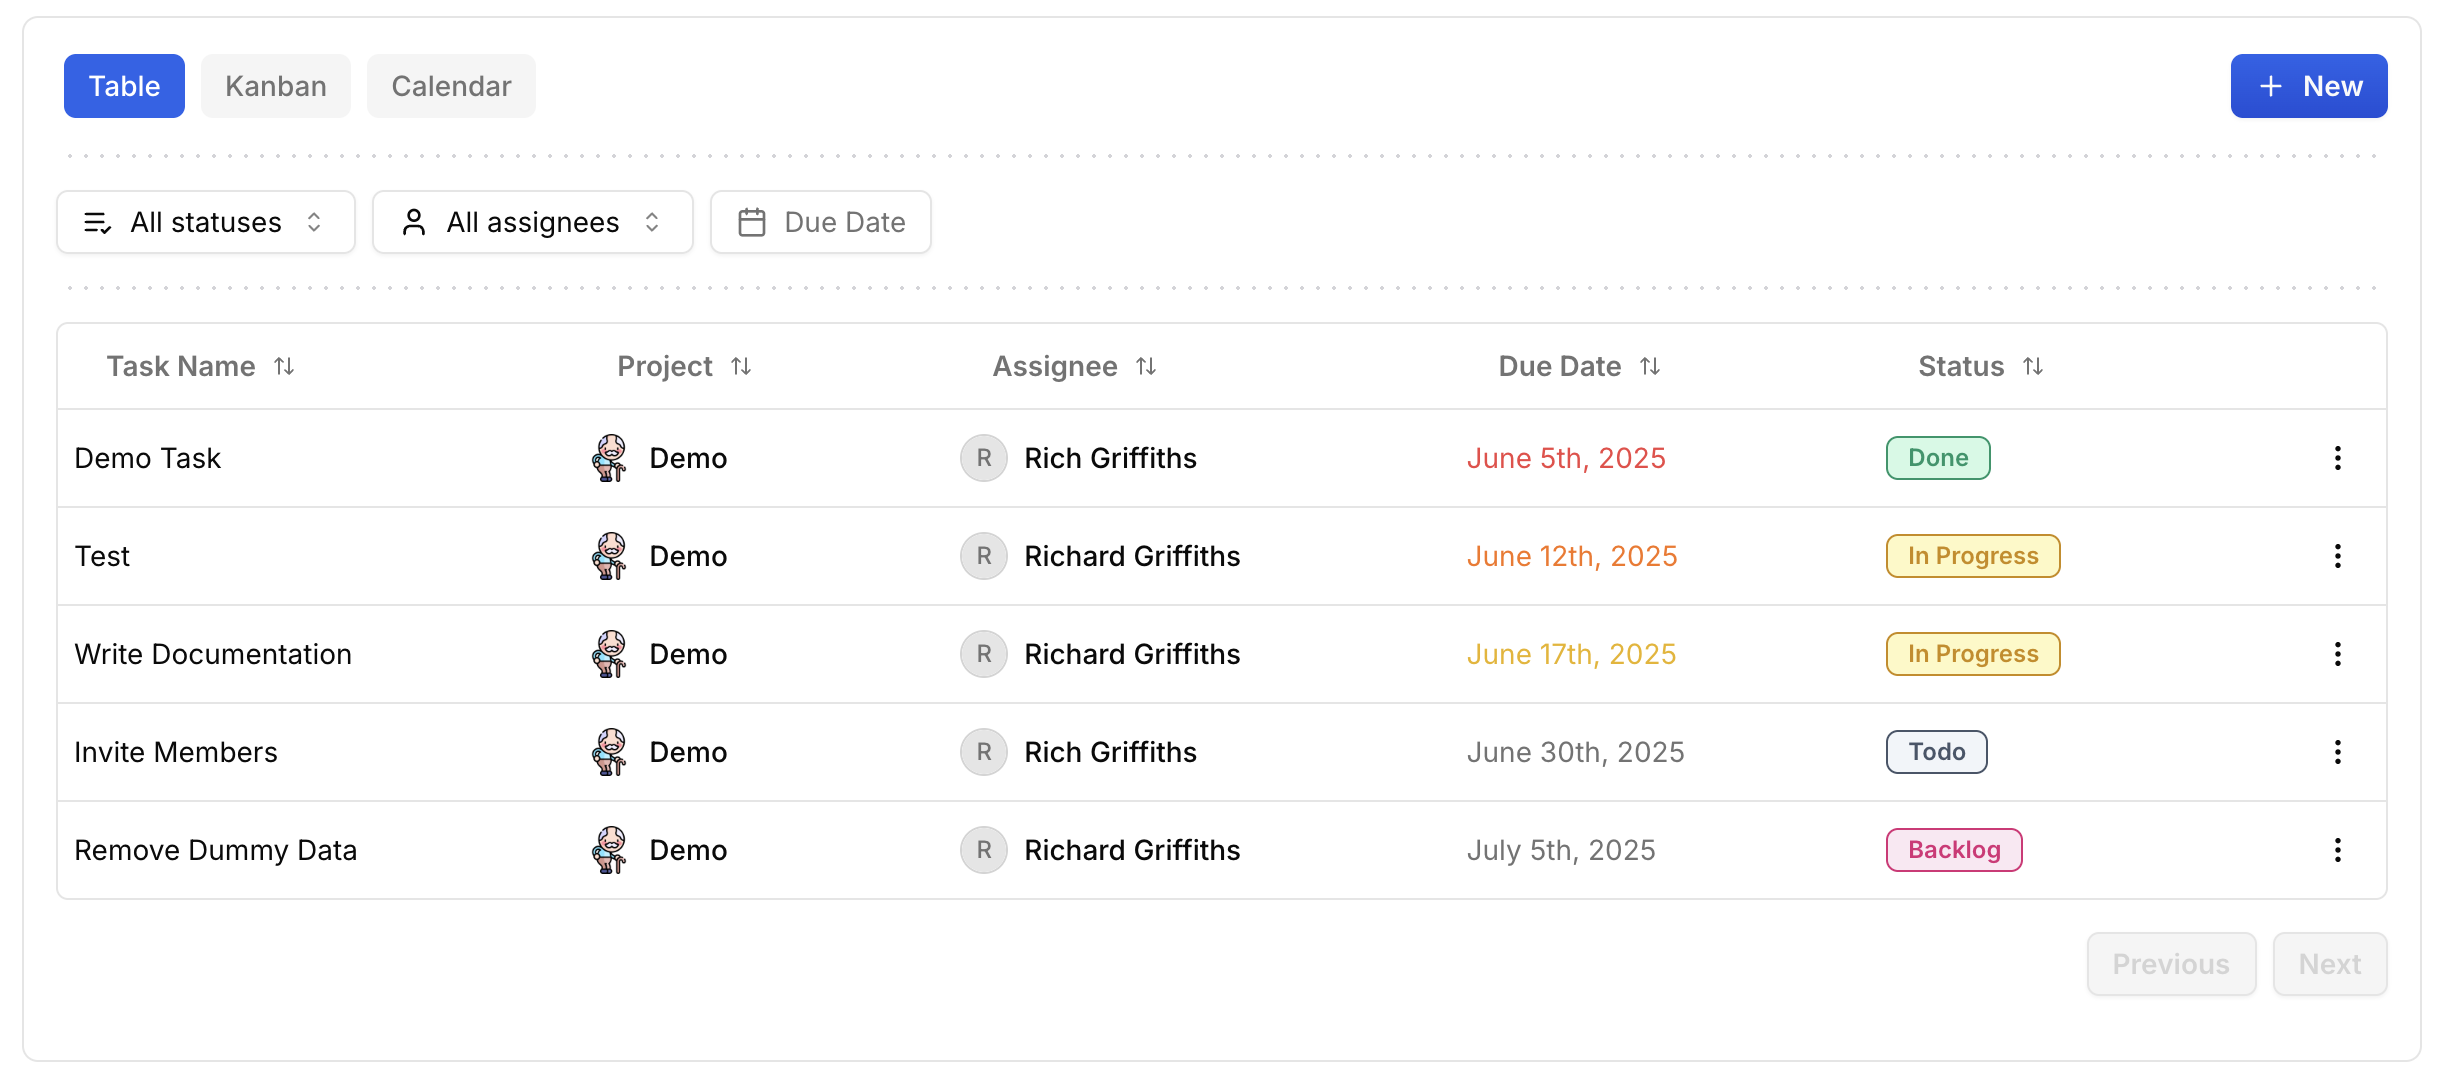 Table Kanban Calendar + New
All statuses All assignees Due Date
Task Name Project Assignee Due Date Status
Demo Task Demo R Rich Griffiths June 5th, 2025 Done
Test Demo R Richard Griffiths June 12th, 2025 In Progress
Write Documentation Demo R Richard Griffiths June 17th, 2025 In Progress
Invite Members Demo R Rich Griffiths June 30th, 2025 Todo
Remove Dummy Data Demo R Richard Griffiths July 5th, 2025 Backlog
Previous Next